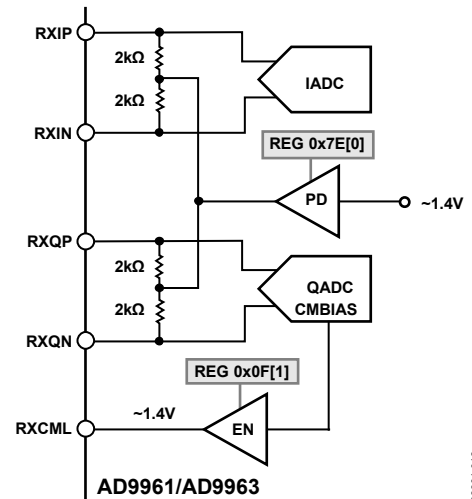 RXIP
2kΩ
2kΩ
IADC
RXIN
REG 0x7E[0]
PD
~1.4V
RXQP
2kΩ
2kΩ
QADC
CMBIAS
RXQN
REG 0x0F[1]
~1.4V
RXCML
EN
AD9961/AD9963